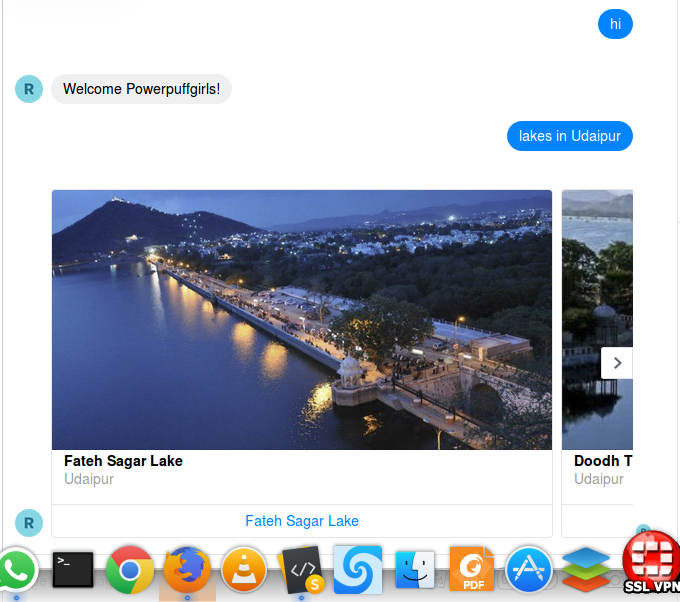 hi
R
Welcome Powerpuffgirls!
lakes in Udaipur
Fateh Sagar Lake
Udaipur
Doodh T
Udaipur
R
Fateh Sagar Lake
R
>_
</>
S
PDF
SSL VPN